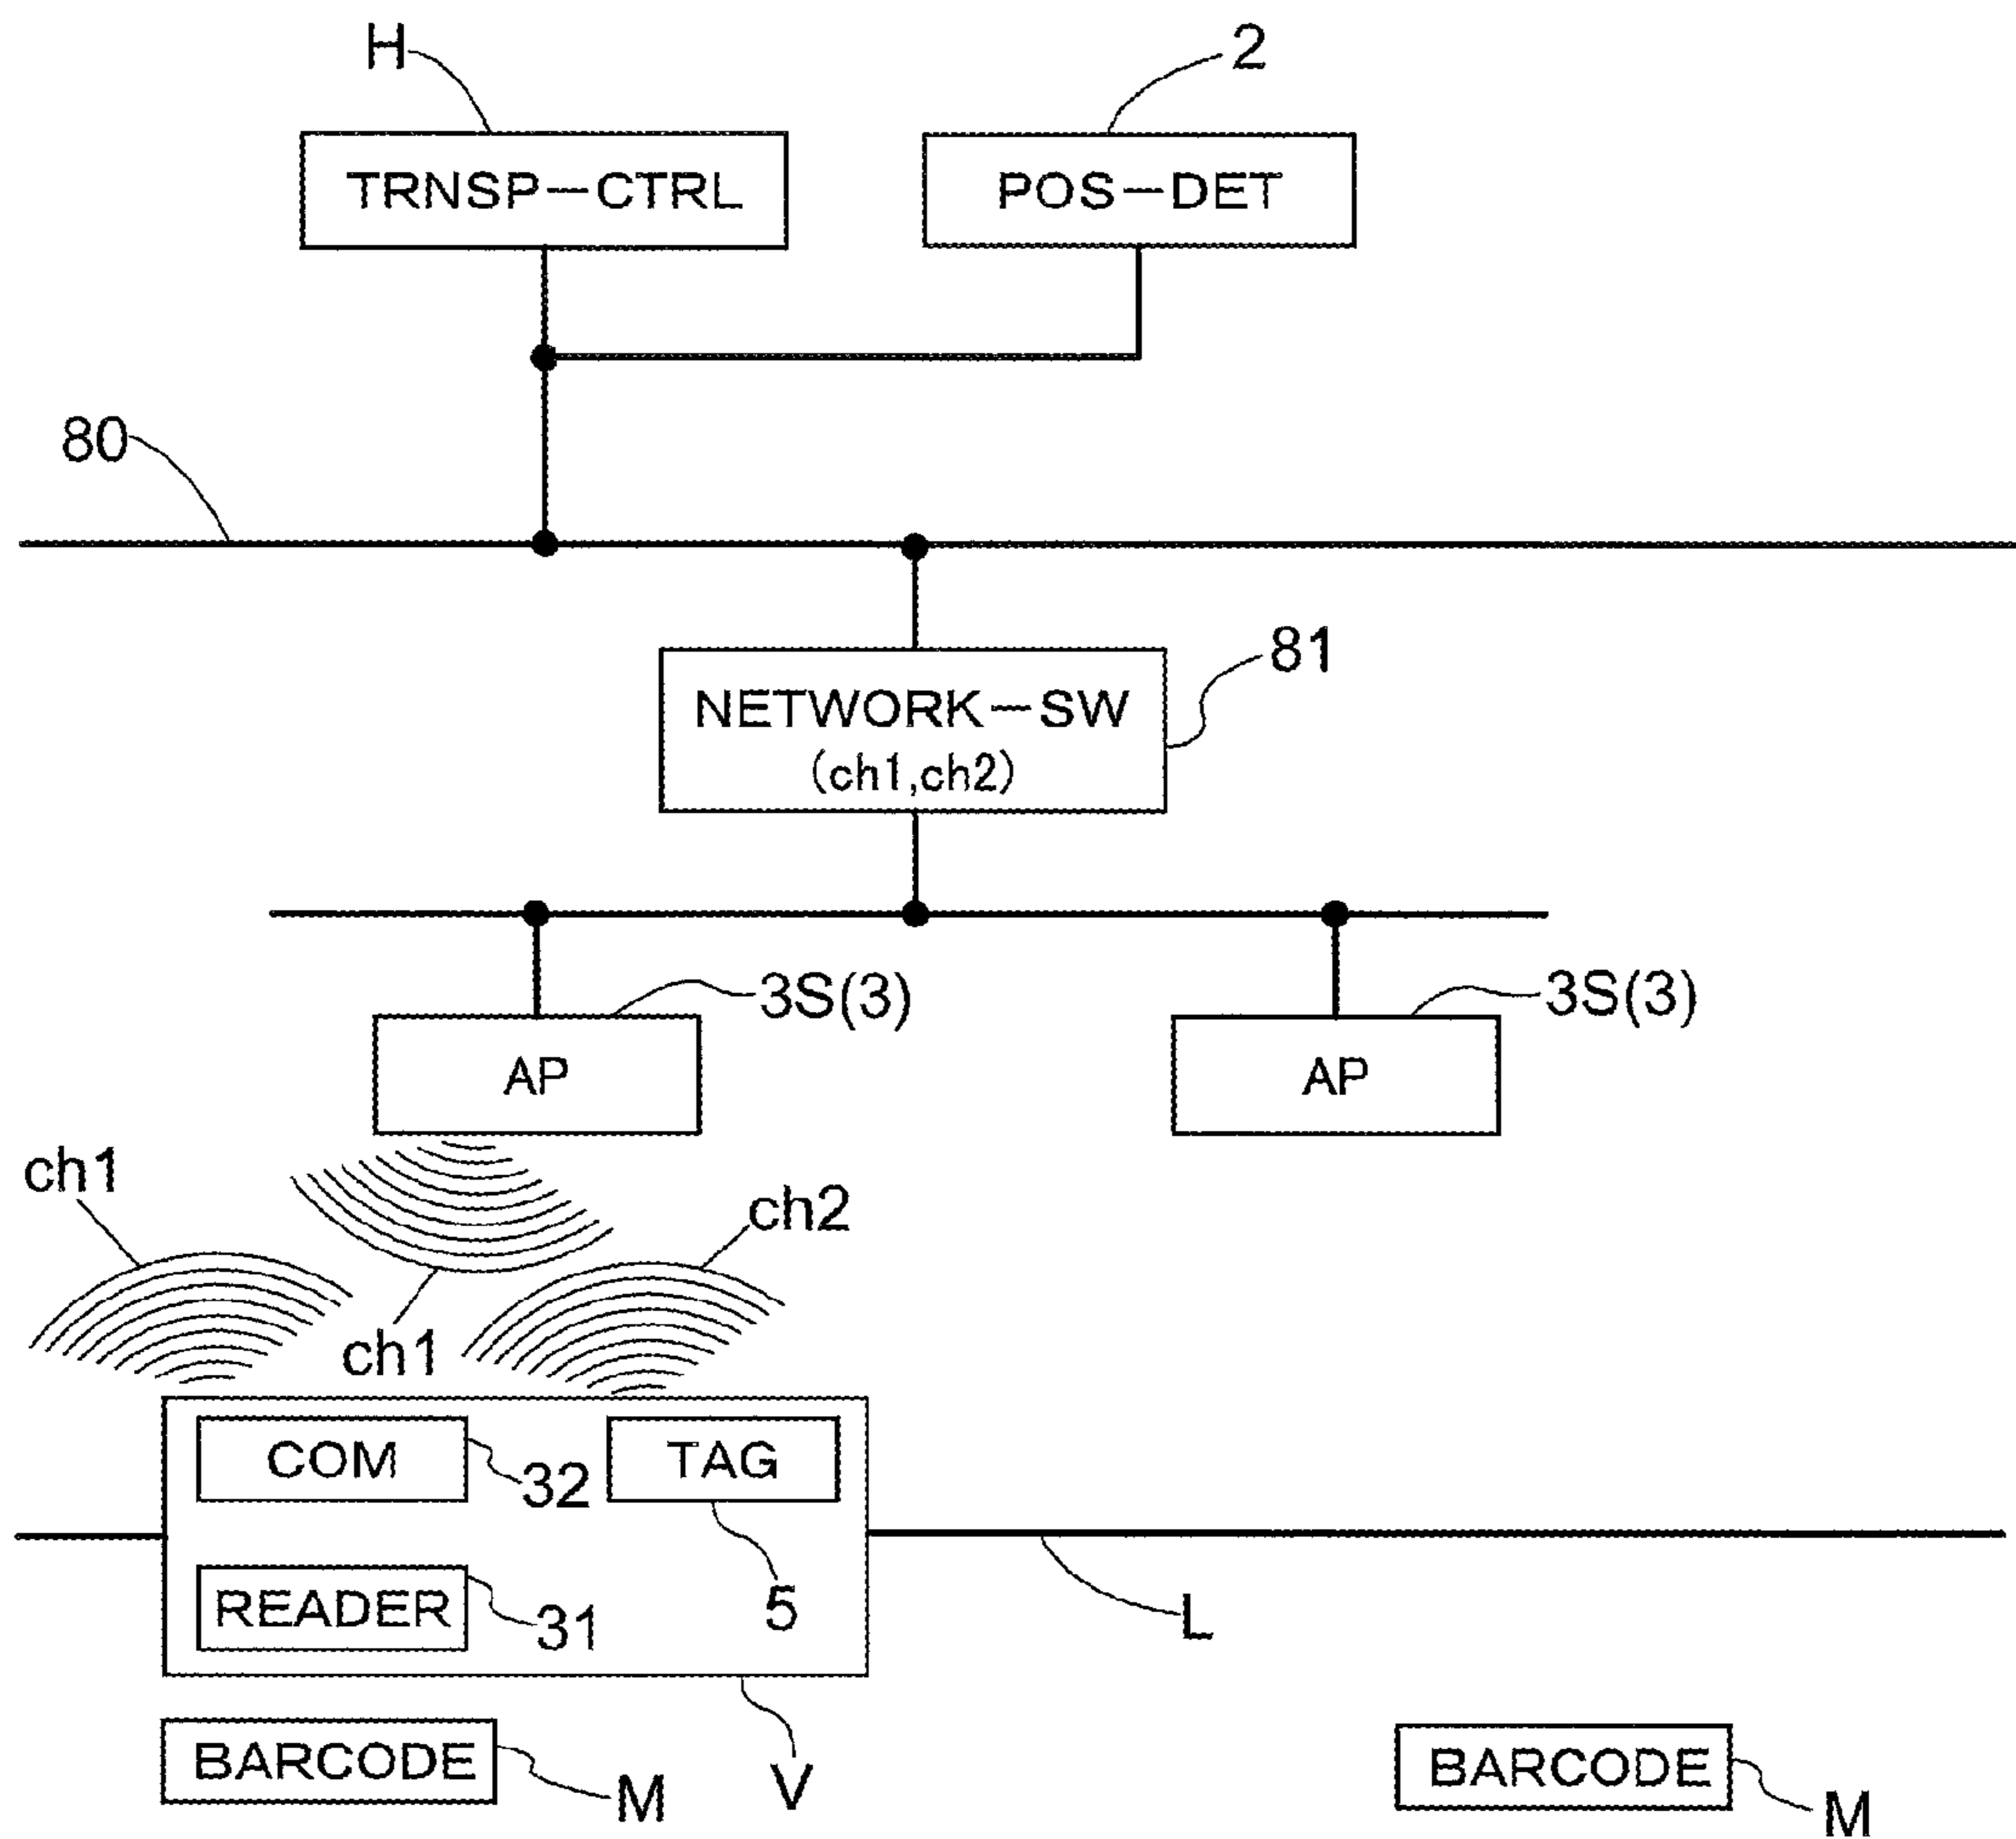 H
2
TRNSP—CTRL
POS—DET
80
81
NETWORK—SW
(ch1,ch2)
3S(3)
3S(3)
AP
AP
ch1
ch2
ch1
COM
32
TAG
READER
31
5
L
BARCODE
M
V
BARCODE
M